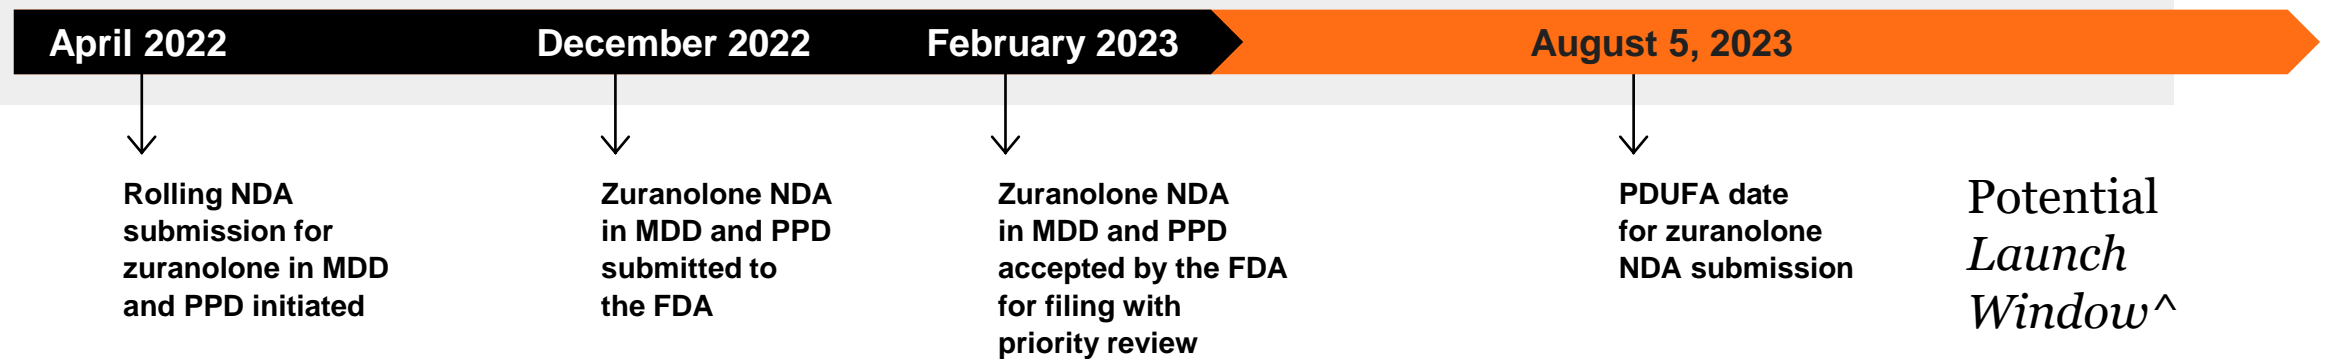 April 2022
December 2022
February 2023
August 5, 2023
Rolling NDA
submission for
zuranolone in MDD
and PPD initiated
Zuranolone NDA
in MDD and PPD
submitted to
the FDA
Zuranolone NDA
in MDD and PPD
accepted by the FDA
for filing with
priority review
PDUFA date
for zuranolone
NDA submission
Potential
Launch
Window^